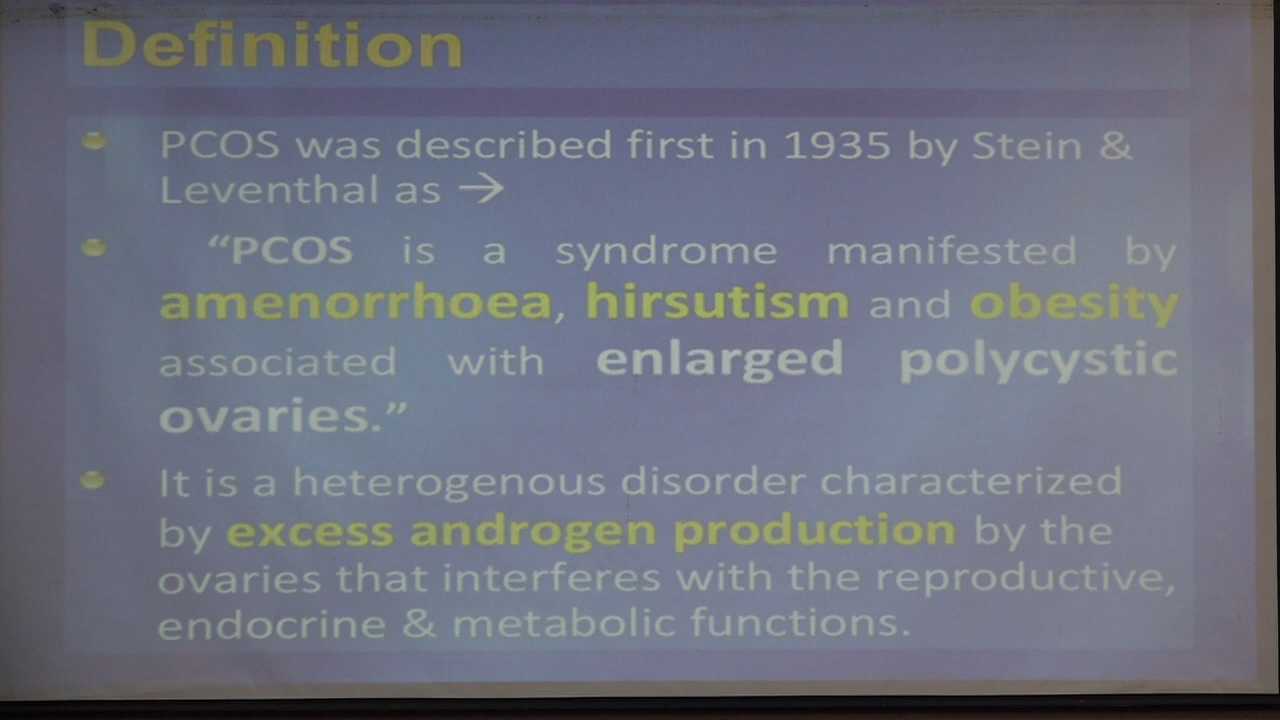 Definition
PCOS was described first in 1935 by Stein &
Leventhal as →
“PCOS is a syndrome manifested by
amenorrhoea, hirsutism and obesity
associated with enlarged polycystic
ovaries.”
It is a heterogenous disorder characterized
by excess androgen production by the
ovaries that interferes with the reproductive,
endocrine & metabolic functions.